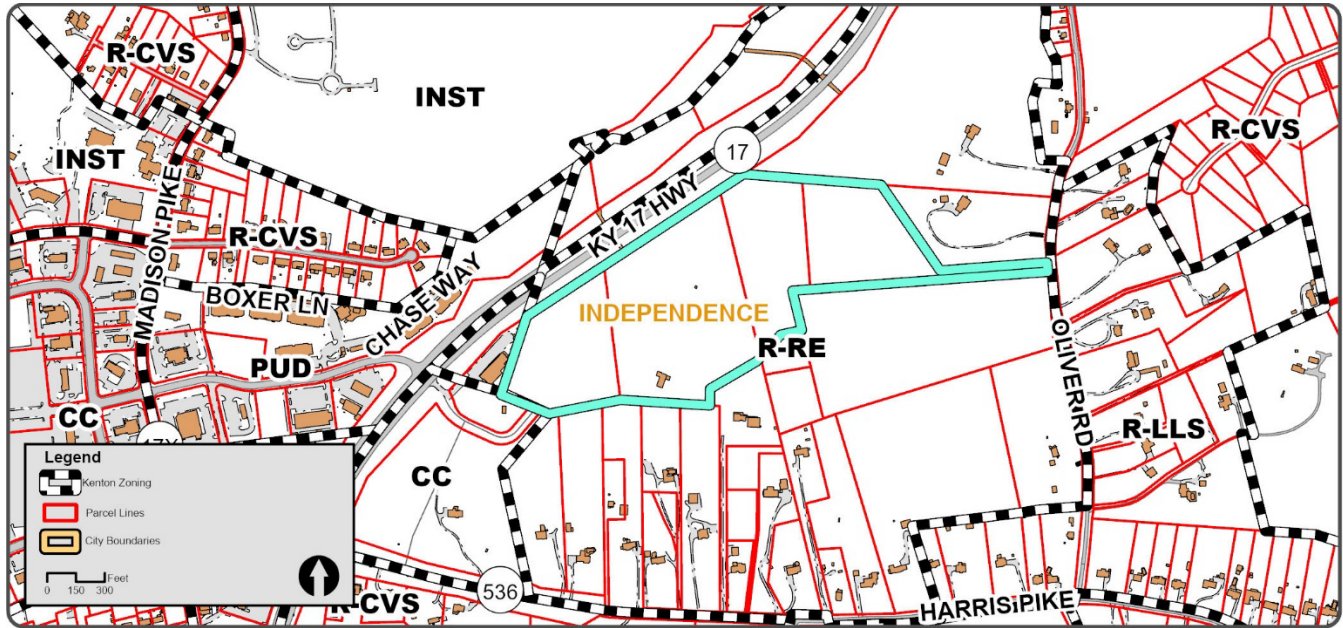 R-CVS
INST
INST
17
R-CVS
MADISON PIKE
R-CVS
KY 17 HWY
CHASE WAY
BOXER LN
INDEPENDENCE
R-RE
PUD
OLIVER RD
CC
R-LLS
CC
Legend
Kenton Zoning
Parcel Lines
City Boundaries
Feet
0 150 300
536
R-CVS
HARRIS PIKE